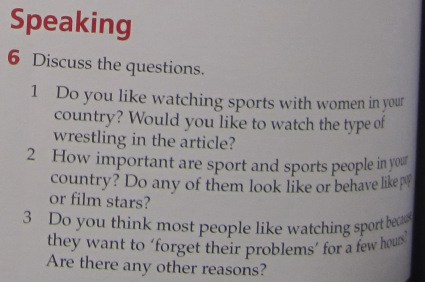 Speaking
6 Discuss the questions.
1 Do you like watching sports with women in your
country? Would you like to watch the type of
wrestling in the article?
2 How important are sport and sports people in your
country? Do any of them look like or behave like pop
or film stars?
3 Do you think most people like watching sport because
they want to 'forget their problems' for a few hours?
Are there any other reasons?